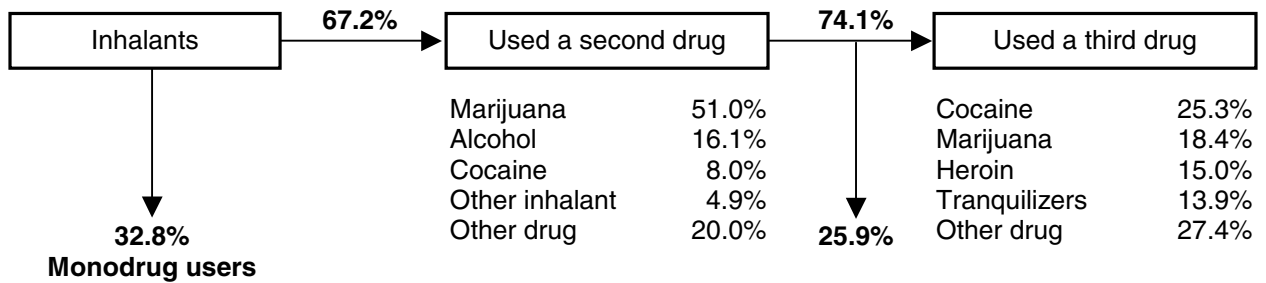 Inhalants
67.2%
Used a second drug
74.1%
Used a third drug
Marijuana 51.0%
Alcohol 16.1%
Cocaine 8.0%
Other inhalant 4.9%
Other drug 20.0%
Cocaine 25.3%
Marijuana 18.4%
Heroin 15.0%
Tranquilizers 13.9%
Other drug 27.4%
32.8%
Monodrug users
25.9%